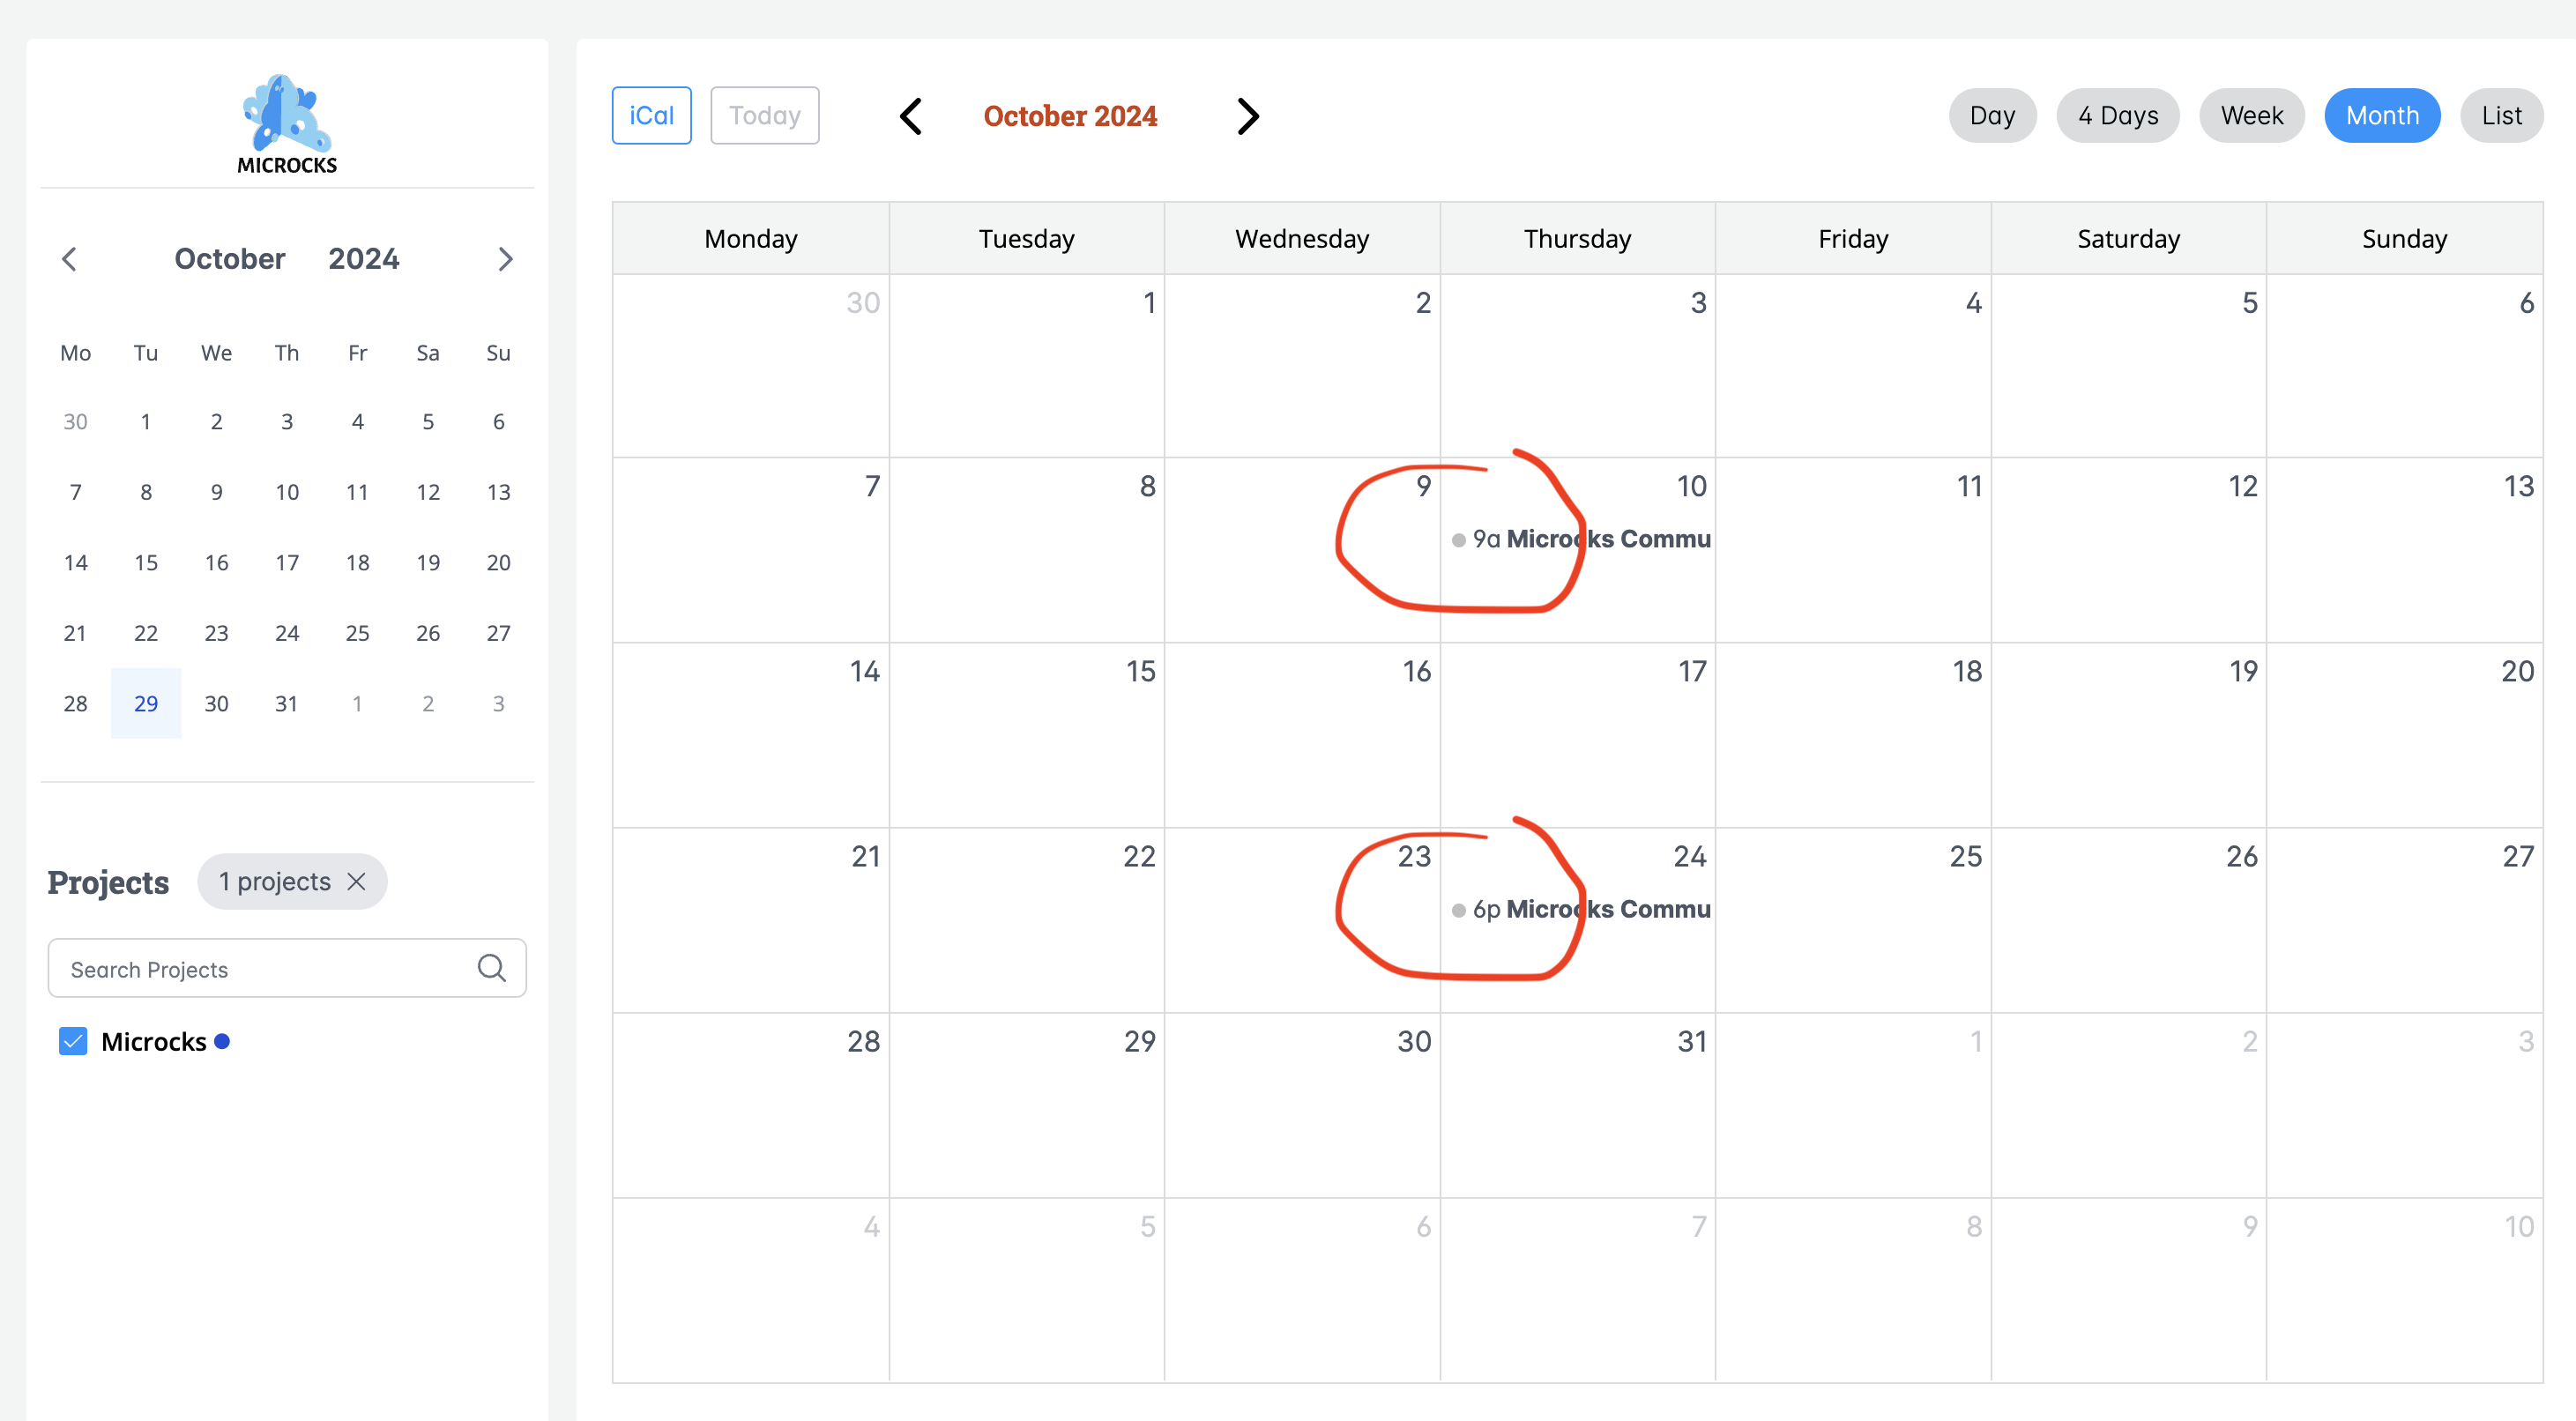 MICROCKS
October 2024
Mo Tu We Th Fr Sa Su
30 1 2 3 4 5 6
7 8 9 10 11 12 13
14 15 16 17 18 19 20
21 22 23 24 25 26 27
28 29 30 31 1 2 3
Projects 1 projects
Search Projects
Microcks
iCal Today October 2024 Day 4 Days Week Month List
Monday Tuesday Wednesday Thursday Friday Saturday Sunday
30 1 2 3 4 5 6
7 8 9 10 11 12 13
9a Microcks Commu
14 15 16 17 18 19 20
21 22 23 24 25 26 27
6p Microcks Commu
28 29 30 31 1 2 3
4 5 6 7 8 9 10